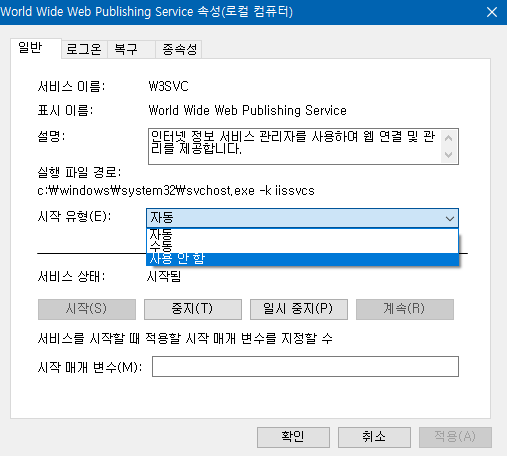 World Wide Web Publishing Service 속성(로컬 컴퓨터)
일반 로그온 복구 종속성
서비스 이름: W3SVC
표시 이름: World Wide Web Publishing Service
설명: 인터넷 정보 서비스 관리자를 사용하여 웹 연결 및 관
리를 제공합니다.
실행 파일 경로:
c:\windows\system32\svchost.exe -k iissvcs
시작 유형(E): 자동
자동
수동
사용 안 함
서비스 상태: 시작됨
시작(S) 중지(T) 일시 중지(P) 계속(R)
서비스를 시작할 때 적용할 시작 매개 변수를 지정할 수
시작 매개 변수(M):
확인 취소 적용(A)